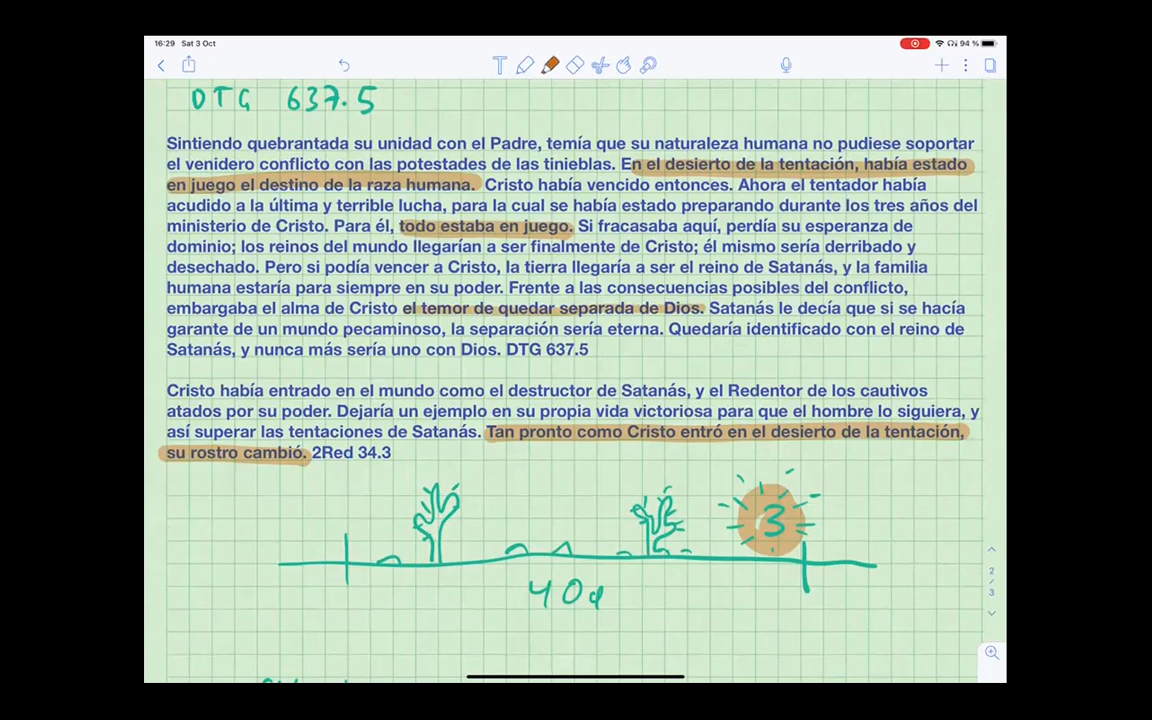 16:29 Sat 3 Oct
94 %
DTG 637.5
Sintiendo quebrantada su unidad con el Padre, temía que su naturaleza humana no pudiese soportar
el venidero conflicto con las potestades de las tinieblas. En el desierto de la tentación, había estado
en juego el destino de la raza humana. Cristo había vencido entonces. Ahora el tentador había
acudido a la última y terrible lucha, para la cual se había estado preparando durante los tres años del
ministerio de Cristo. Para él, todo estaba en juego. Si fracasaba aquí, perdía su esperanza de
dominio; los reinos del mundo llegarían a ser finalmente de Cristo; él mismo sería derribado y
desechado. Pero si podía vencer a Cristo, la tierra llegaría a ser el reino de Satanás, y la familia
humana estaría para siempre en su poder. Frente a las consecuencias posibles del conflicto,
embargaba el alma de Cristo el temor de quedar separada de Dios. Satanás le decía que si se hacía
garante de un mundo pecaminoso, la separación sería eterna. Quedaría identificado con el reino de
Satanás, y nunca más sería uno con Dios. DTG 637.5
Cristo había entrado en el mundo como el destructor de Satanás, y el Redentor de los cautivos
atados por su poder. Dejaría un ejemplo en su propia vida victoriosa para que el hombre lo siguiera, y
así superar las tentaciones de Satanás. Tan pronto como Cristo entró en el desierto de la tentación,
su rostro cambió. 2Red 34.3
3
40d
2
/
3